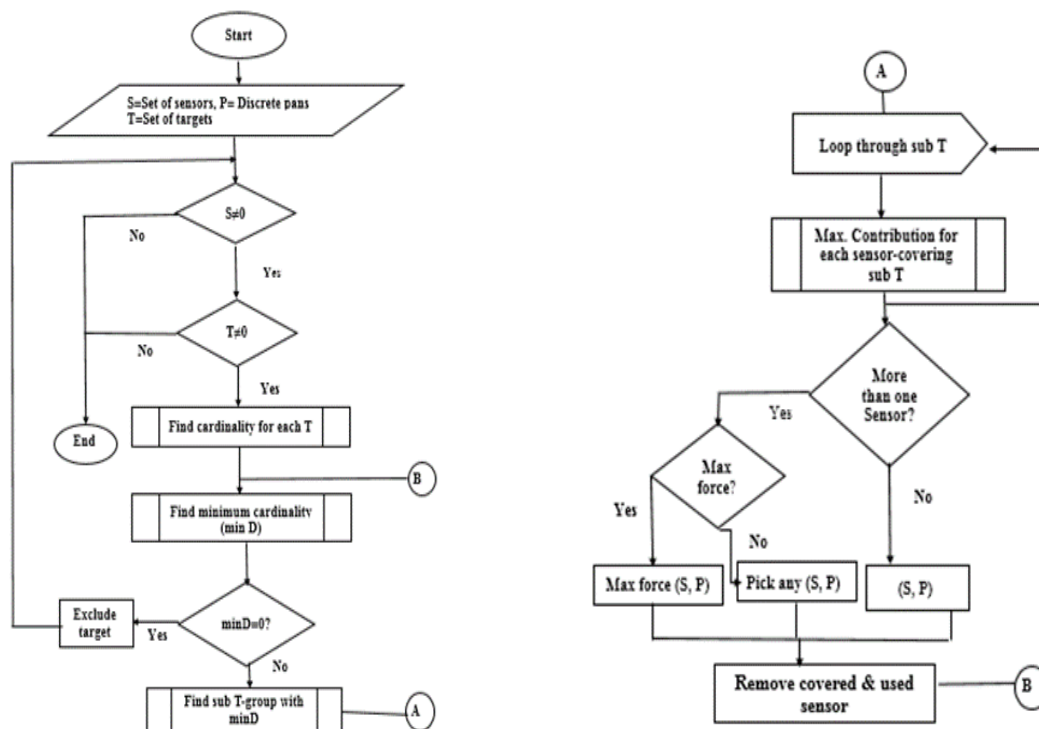 Start
S=Set of sensors, P= Discrete pans
T=Set of targets
S≠0
No
Yes
T≠0
No
Yes
Find cardinality for each T
End
B
Find minimum cardinality
(min D)
Exclude
target
Yes
minD=0?
No
Find sub T-group with
minD
A
A
Loop through sub T
Max. Contribution for
each sensor-covering
sub T
More
than one
Sensor?
Yes
Max
force?
No
Yes
No
Max force (S, P)
Pick any (S, P)
(S, P)
Remove covered & used
sensor
B